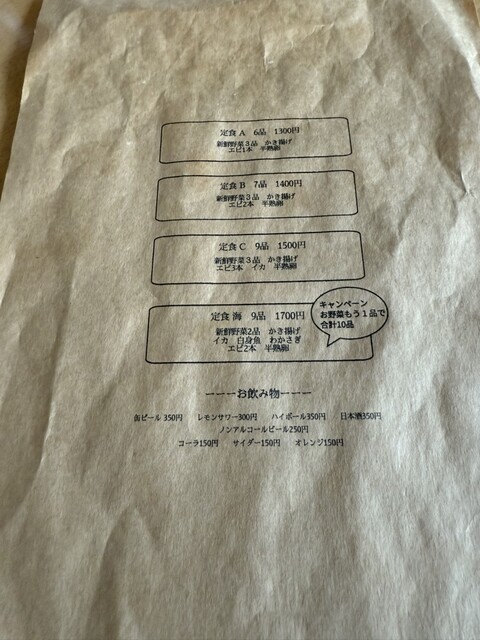 定食 A　6品　1300円
新鮮野菜３品　かき揚げ
エビ1本　半熟卵
定食 B　7品　1400円
新鮮野菜３品　かき揚げ
エビ2本　半熟卵
定食 C　9品　1500円
新鮮野菜３品　かき揚げ
エビ3本　イカ　半熟卵
定食 海　9品　1700円
新鮮野菜2品　かき揚げ
イカ　白身魚　わかさぎ
エビ2本　半熟卵
キャンペーン
お野菜もう１品で
合計10品
ーーーお飲み物ーーー
缶ビール 350円　レモンサワー300円　ハイボール350円　日本酒350円
ノンアルコールビール250円
コーラ150円　サイダー150円　オレンジ150円